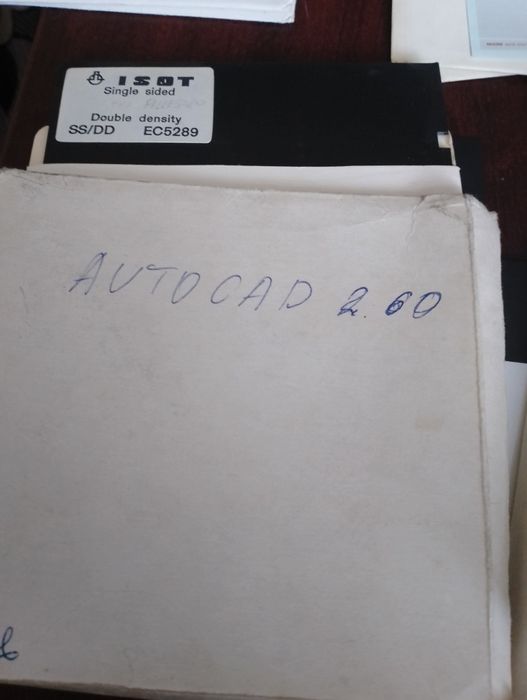 ISOT
Single sided
Double density
SS/DD EC5289
AUTOCAD 2.60